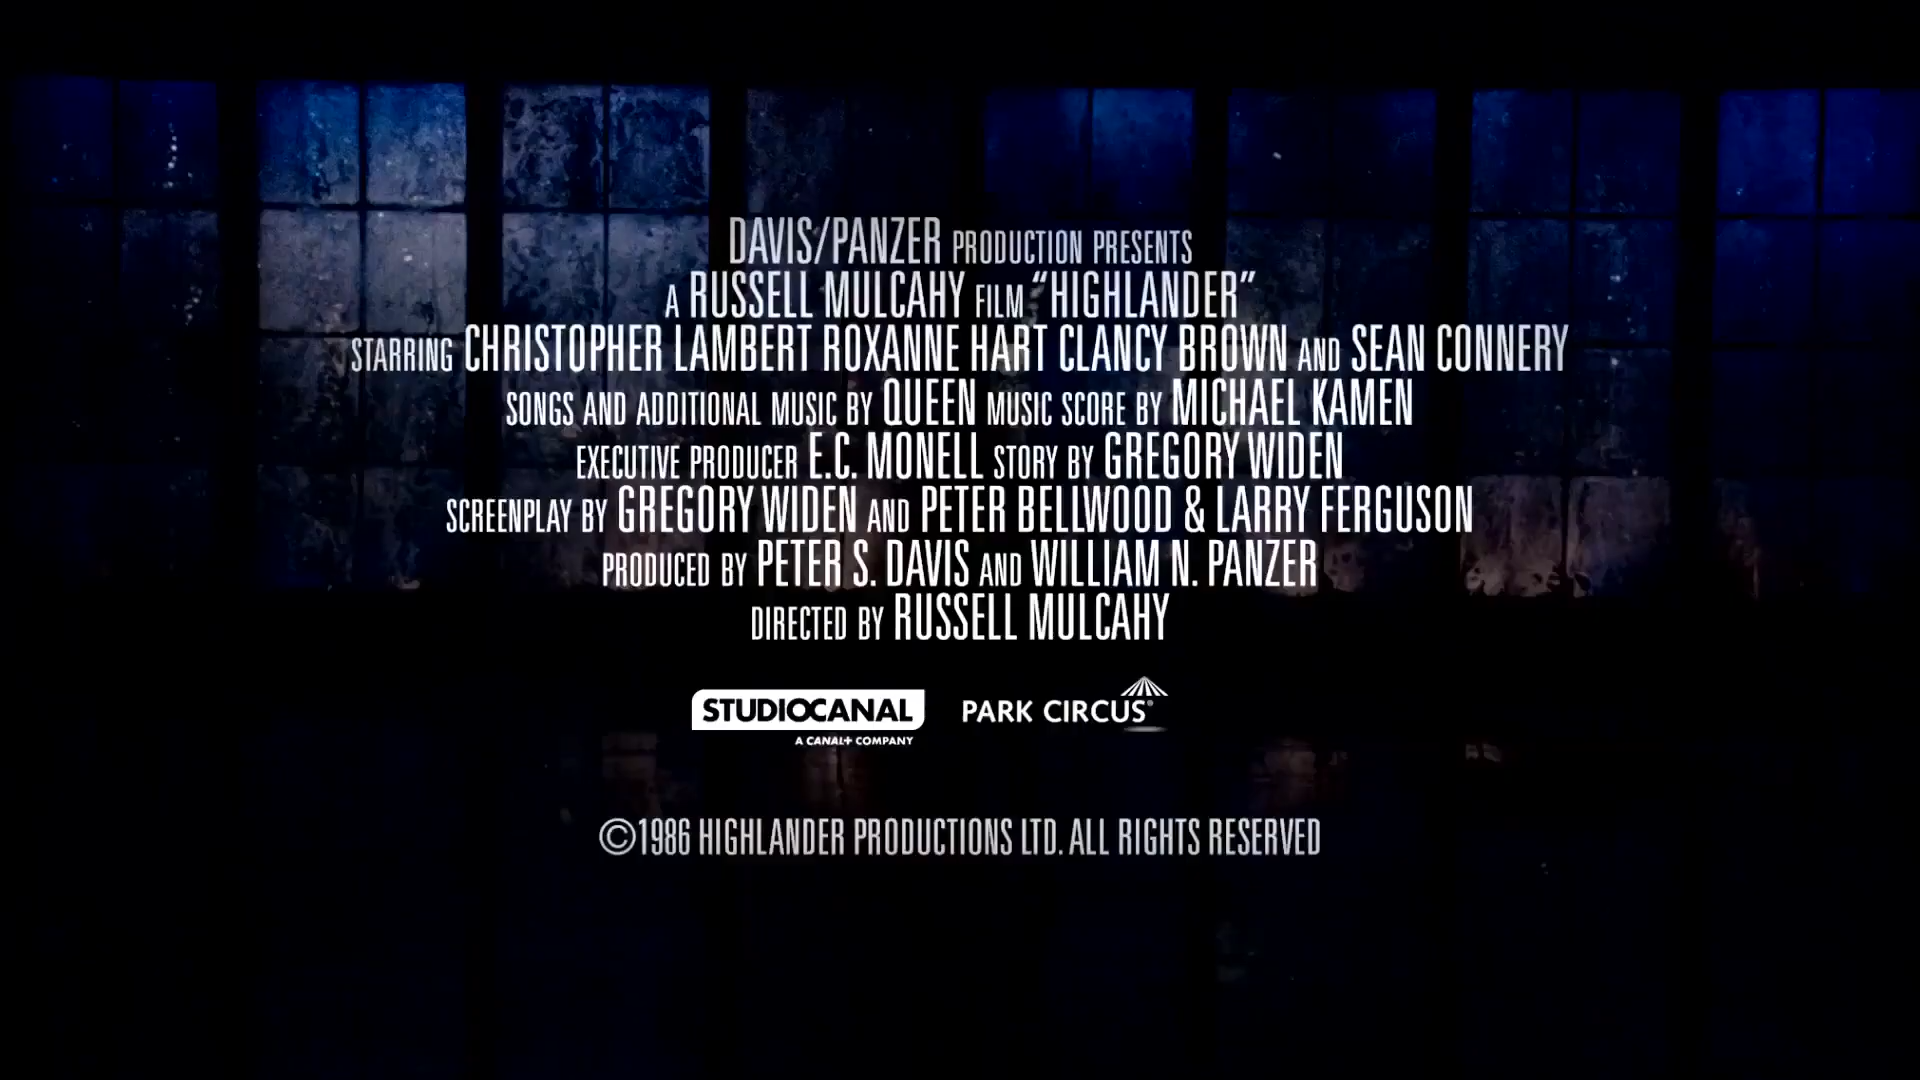 DAVIS/PANZER PRODUCTION PRESENTS
A RUSSELL MULCAHY FILM “HIGHLANDER”
STARRING CHRISTOPHER LAMBERT ROXANNE HART CLANCY BROWN AND SEAN CONNERY
SONGS AND ADDITIONAL MUSIC BY QUEEN MUSIC SCORE BY MICHAEL KAMEN
EXECUTIVE PRODUCER E.C. MONELL STORY BY GREGORY WIDEN
SCREENPLAY BY GREGORY WIDEN AND PETER BELLWOOD & LARRY FERGUSON
PRODUCED BY PETER S. DAVIS AND WILLIAM N. PANZER
DIRECTED BY RUSSELL MULCAHY
STUDIOCANAL PARK CIRCUS®
A CANAL+ COMPANY
©1986 HIGHLANDER PRODUCTIONS LTD. ALL RIGHTS RESERVED